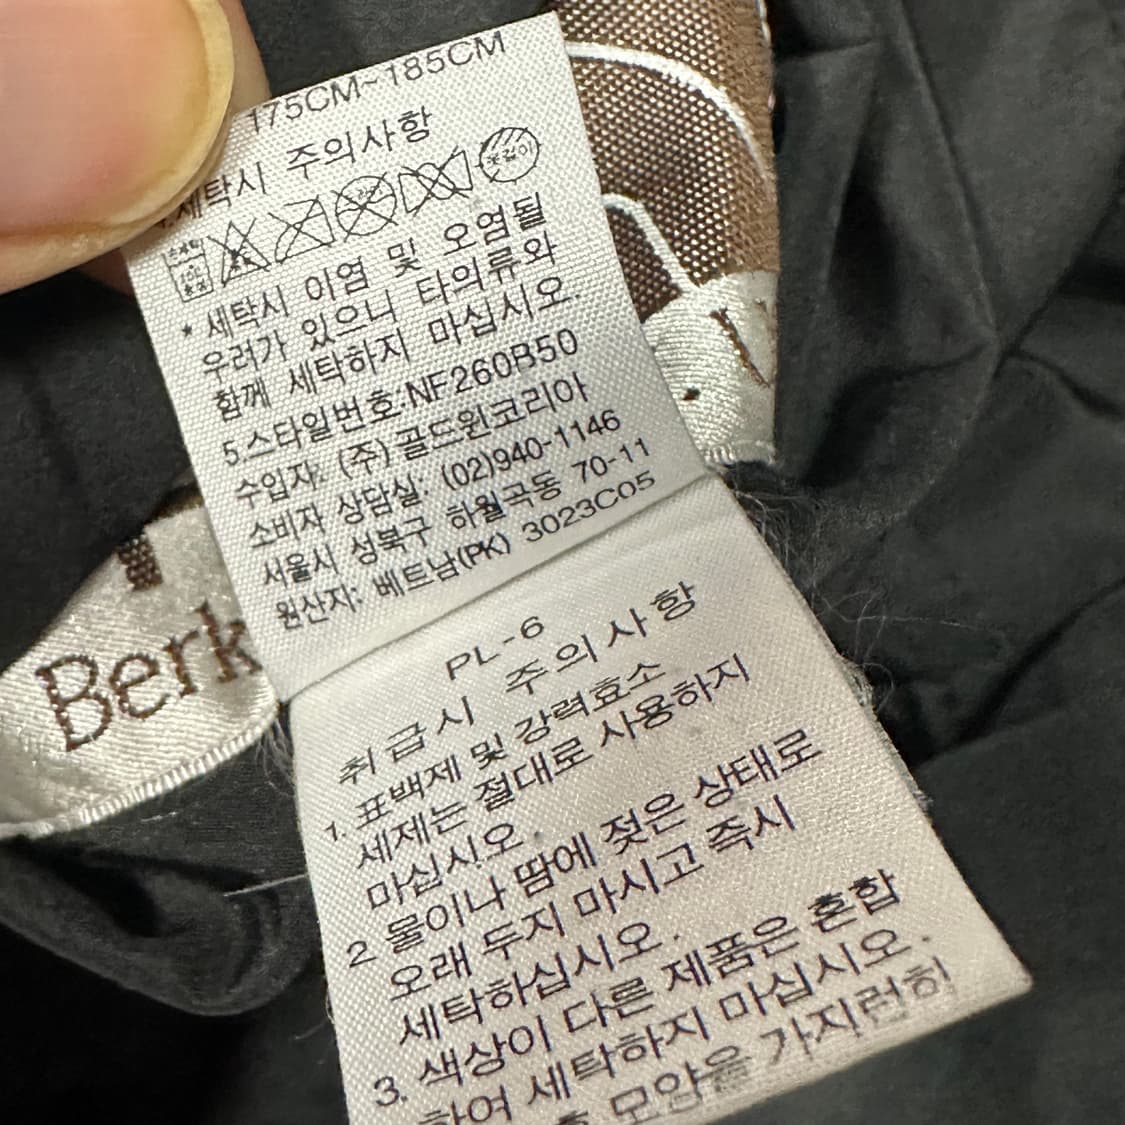 175CM~185CM
세탁시 주의사항
* 세탁시 이염 및 오염될
우려가 있으니 타의류와
함께 세탁하지 마십시오.
5.스타일번호:NF260B50
수입자: (주)골드윈코리아
소비자 상담실: (02)940-1146
서울시 성북구 하월곡동 70-11
원산지: 베트남(PK) 3023C05
PL-6
취급시 주의사항
1. 표백제 및 강력효소
세제는 절대로 사용하지
마십시오.
2 물이나 땀에 젖은 상태로
오래 두지 마시고 즉시
세탁하십시오.
3. 색상이 다른 제품은 혼합
하여 세탁하지 마십시오.
모양을 가지런히
Berk